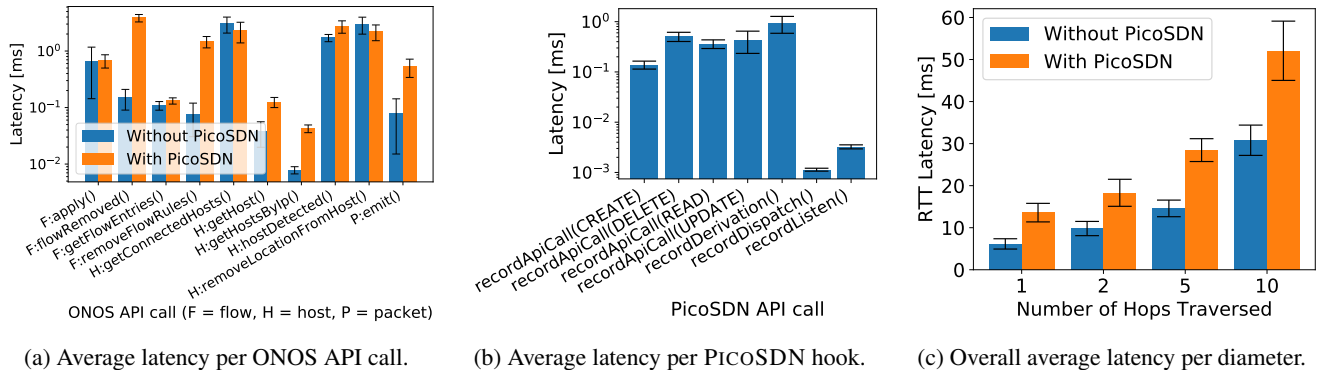 Latency [ms]
10⁰
10⁻¹
10⁻²
Without PicoSDN
With PicoSDN
F:apply()
F:flowRemoved()
F:getFlowEntries()
F:removeFlowRules()
H:getConnectedHosts()
H:getHost()
H:getHostsByIp()
H:hostDetected()
H:removeLocationFromHost()
P:emit()
ONOS API call (F = flow, H = host, P = packet)
(a) Average latency per ONOS API call.
Latency [ms]
10⁰
10⁻¹
10⁻²
10⁻³
recordApiCall(CREATE)
recordApiCall(DELETE)
recordApiCall(READ)
recordApiCall(UPDATE)
recordDerivation()
recordDispatch()
recordListen()
PicoSDN API call
(b) Average latency per PICOSDN hook.
RTT Latency [ms]
60
50
40
30
20
10
0
Without PicoSDN
With PicoSDN
1 2 5 10
Number of Hops Traversed
(c) Overall average latency per diameter.